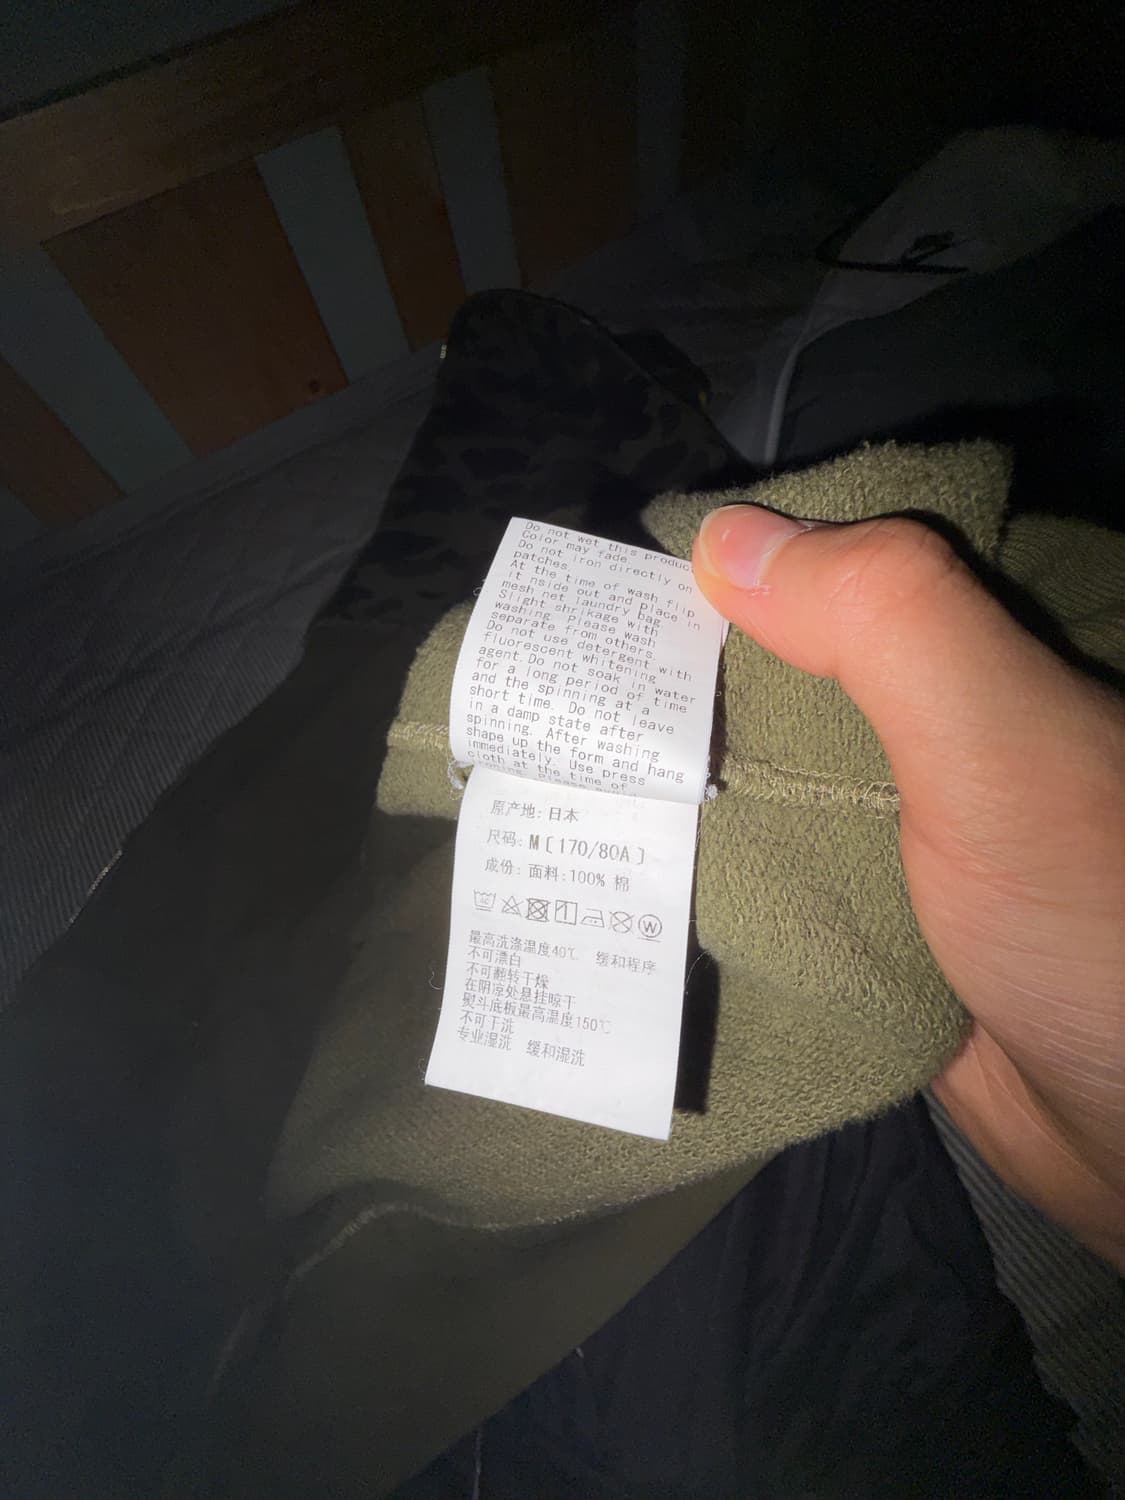 Do not wet this product
Color may fade.
Do not iron directly on
patches.
At the time of wash flip
it nside out and place in
mesh net laundry bag.
Slight shrikage with
washing. Please wash
separate from others.
Do not use detergent with
fluorescent whitening
agent. Do not soak in water
for a long period of time
and the spinning at a
short time. Do not leave
in a damp state after
spinning. After washing
shape up the form and hang
immediately. Use press
cloth at the time of
原产地: 日本
尺码: M [170/80A]
成份: 面料:100% 棉
40 W
最高洗涤温度40℃ 缓和程序
不可漂白
不可翻转干燥
在阴凉处悬挂晾干
熨斗底板最高温度150℃
不可干洗
专业湿洗 缓和湿洗